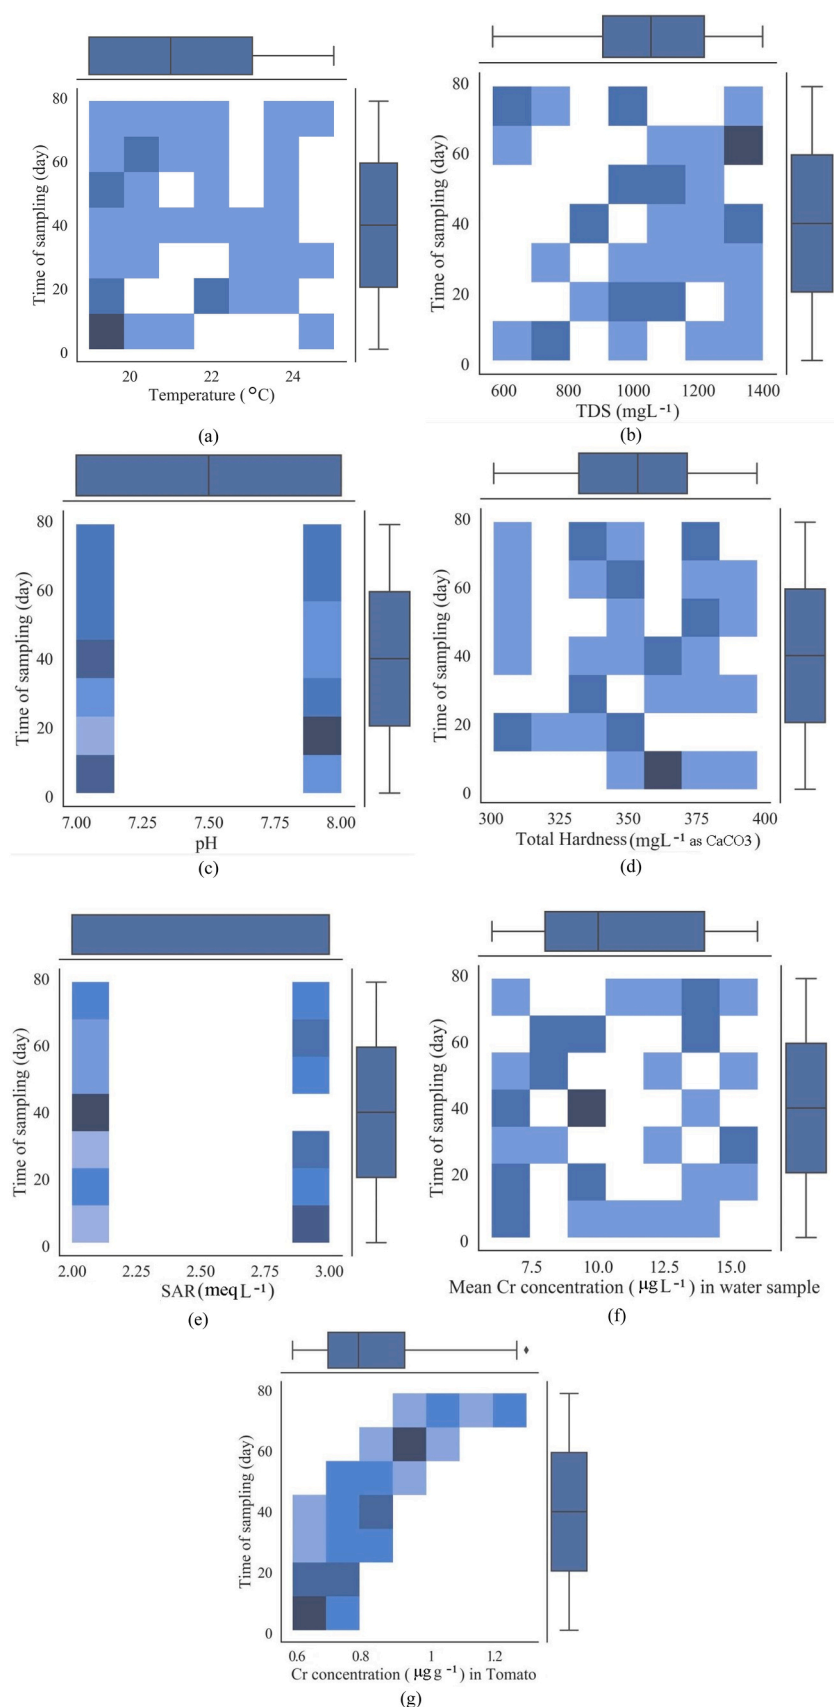 80
60
40
20
0
Time of sampling (day)
20 22 24
Temperature (°C)
(a)
80
60
40
20
0
Time of sampling (day)
600 800 1000 1200 1400
TDS (mgL⁻¹)
(b)
80
60
40
20
0
Time of sampling (day)
7.00 7.25 7.50 7.75 8.00
pH
(c)
80
60
40
20
0
Time of sampling (day)
300 325 350 375 400
Total Hardness(mgL⁻¹ as CaCO3)
(d)
80
60
40
20
0
Time of sampling (day)
2.00 2.25 2.50 2.75 3.00
SAR(meqL⁻¹)
(e)
80
60
40
20
0
Time of sampling (day)
7.5 10.0 12.5 15.0
Mean Cr concentration (μgL⁻¹) in water sample
(f)
80
60
40
20
0
Time of sampling (day)
0.6 0.8 1 1.2
Cr concentration (μgg⁻¹) in Tomato
(g)